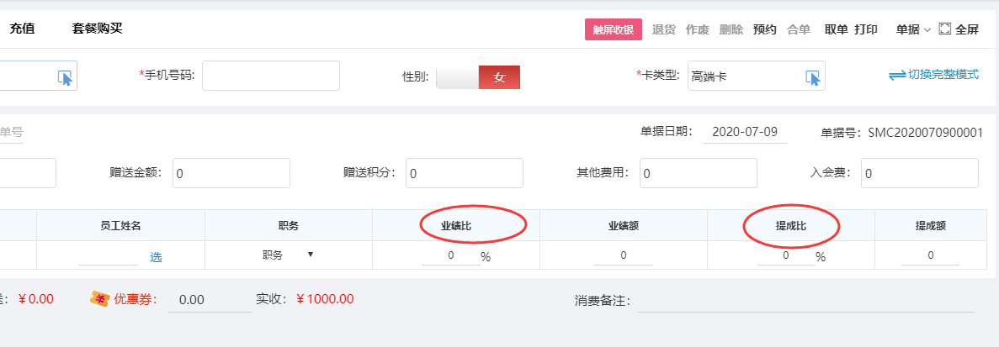 充值 套餐购买 触屏收银 退货 作废 删除 预约 合单 取单 打印 单据 全屏
*手机号码: 性别: 女 *卡类型: 高端卡 切换完整模式
单号 单据日期: 2020-07-09 单据号: SMC2020070900001
赠送金额: 0 赠送积分: 0 其他费用: 0 入会费: 0
员工姓名 职务 业绩比 业绩额 提成比 提成额
选 职务 ▼ 0 % 0 0 % 0
: ¥0.00 优惠券: 0.00 实收: ¥1000.00 消费备注: